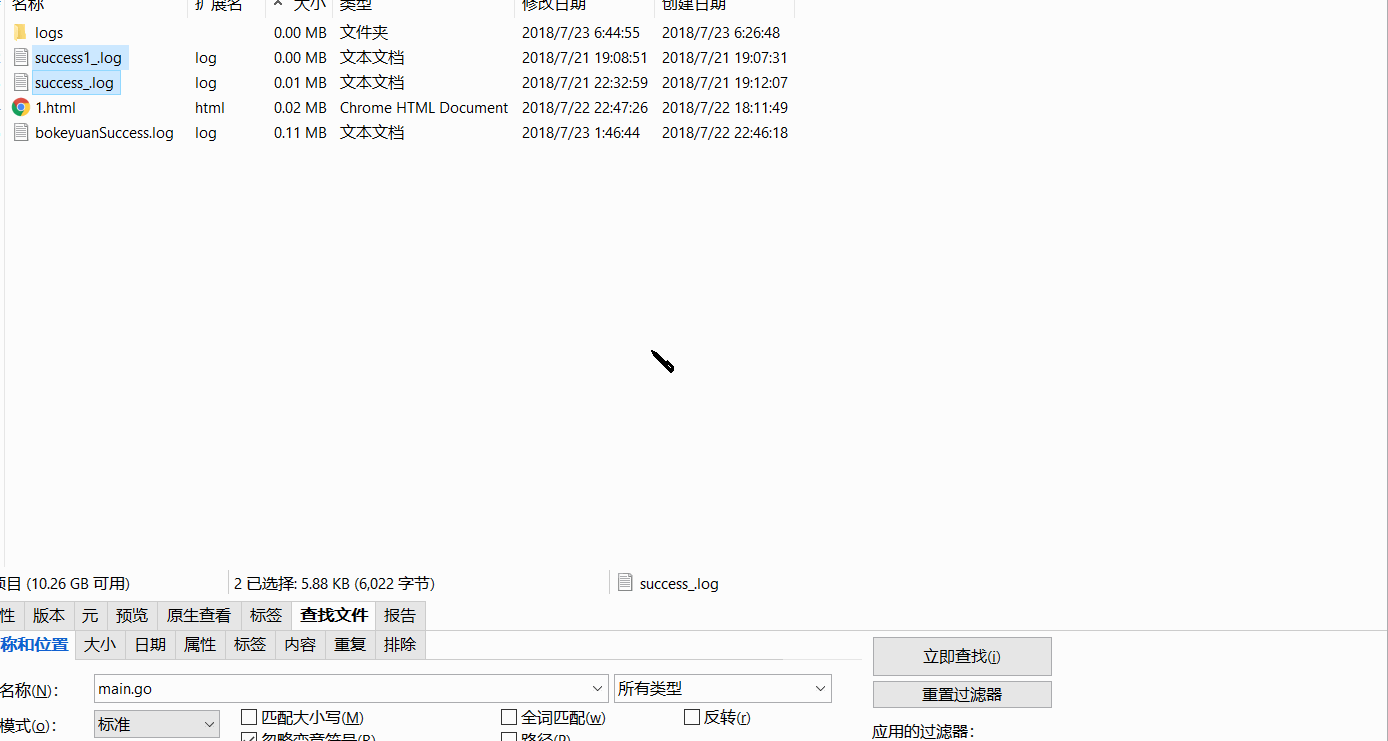 名称 扩展名 大小 类型 修改日期 创建日期
logs 0.00 MB 文件夹 2018/7/23 6:44:55 2018/7/23 6:26:48
success1_.log log 0.00 MB 文本文档 2018/7/21 19:08:51 2018/7/21 19:07:31
success_.log log 0.01 MB 文本文档 2018/7/21 22:32:59 2018/7/21 19:12:07
1.html html 0.02 MB Chrome HTML Document 2018/7/22 22:47:26 2018/7/22 18:11:49
bokeyuanSuccess.log log 0.11 MB 文本文档 2018/7/23 1:46:44 2018/7/22 22:46:18
项目 (10.26 GB 可用) 2 已选择: 5.88 KB (6,022 字节) success_.log
性 版本 元 预览 原生查看 标签 查找文件 报告
称和位置 大小 日期 属性 标签 内容 重复 排除
立即查找(i)
名称(N): main.go 所有类型 重置过滤器
模式(o): 标准 匹配大小写(M) 全词匹配(w) 反转(r)
忽略变音符号(R) 路径(P) 应用的过滤器: